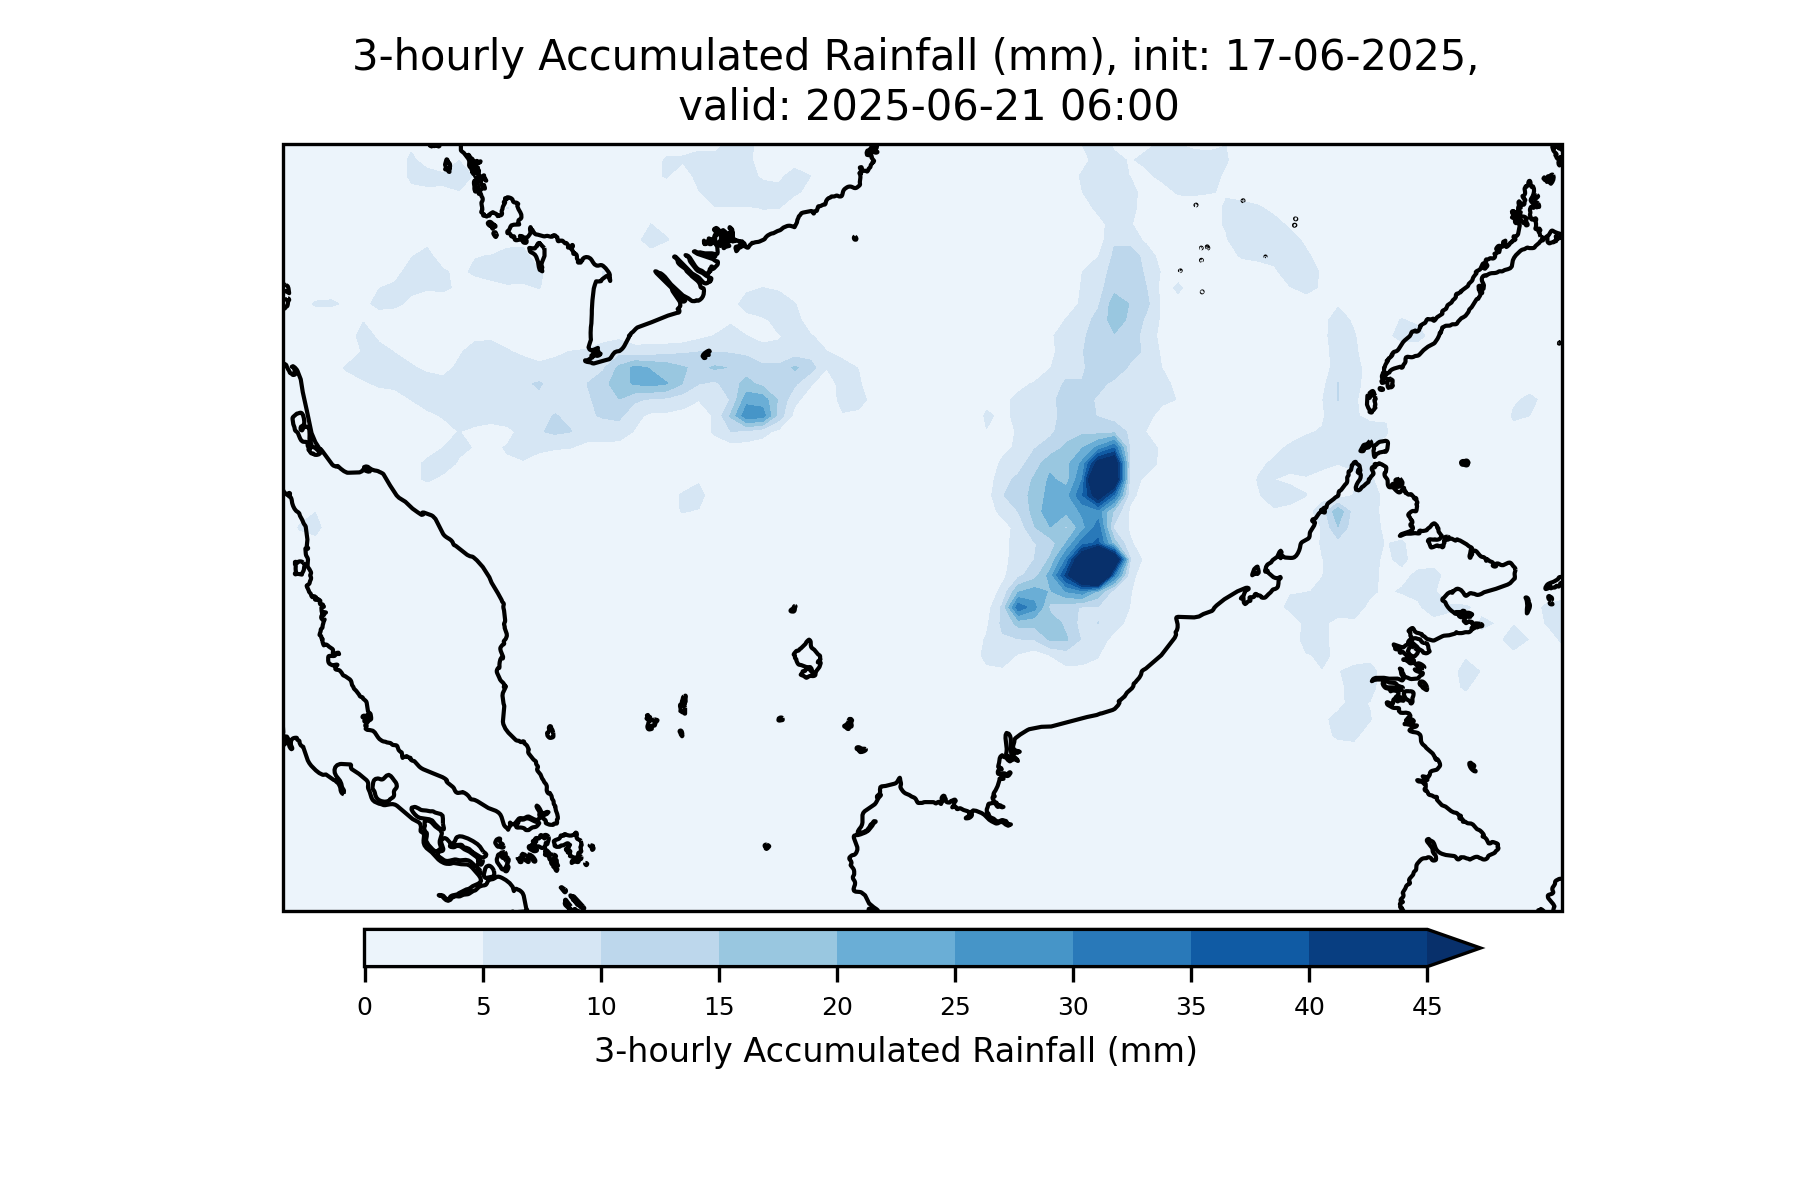 3-hourly Accumulated Rainfall (mm), init: 17-06-2025,
valid: 2025-06-21 06:00
0 5 10 15 20 25 30 35 40 45
3-hourly Accumulated Rainfall (mm)